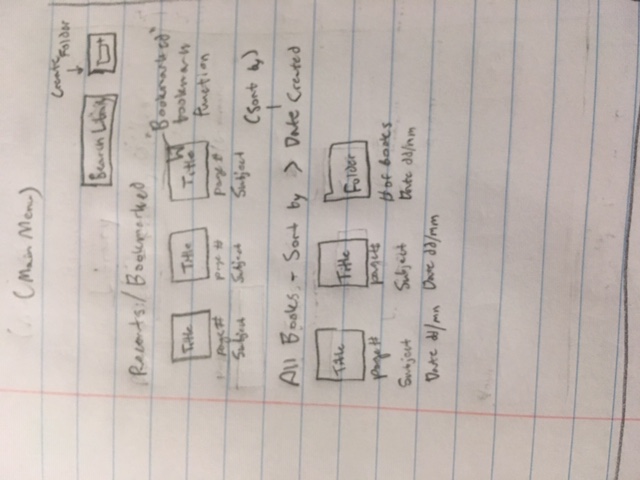 (Main Menu)
Create Folder
Search Library
Recents / Bookmarked
"Bookmarked"
bookmark
function
Title Title Title
page # page # page #
Subject Subject Subject
(Sort by)
All Books - Sort by > Date Created
Title Title Folder
page# page# # of books
Subject Subject Date dd/mm
Date dd/mm Date dd/mm